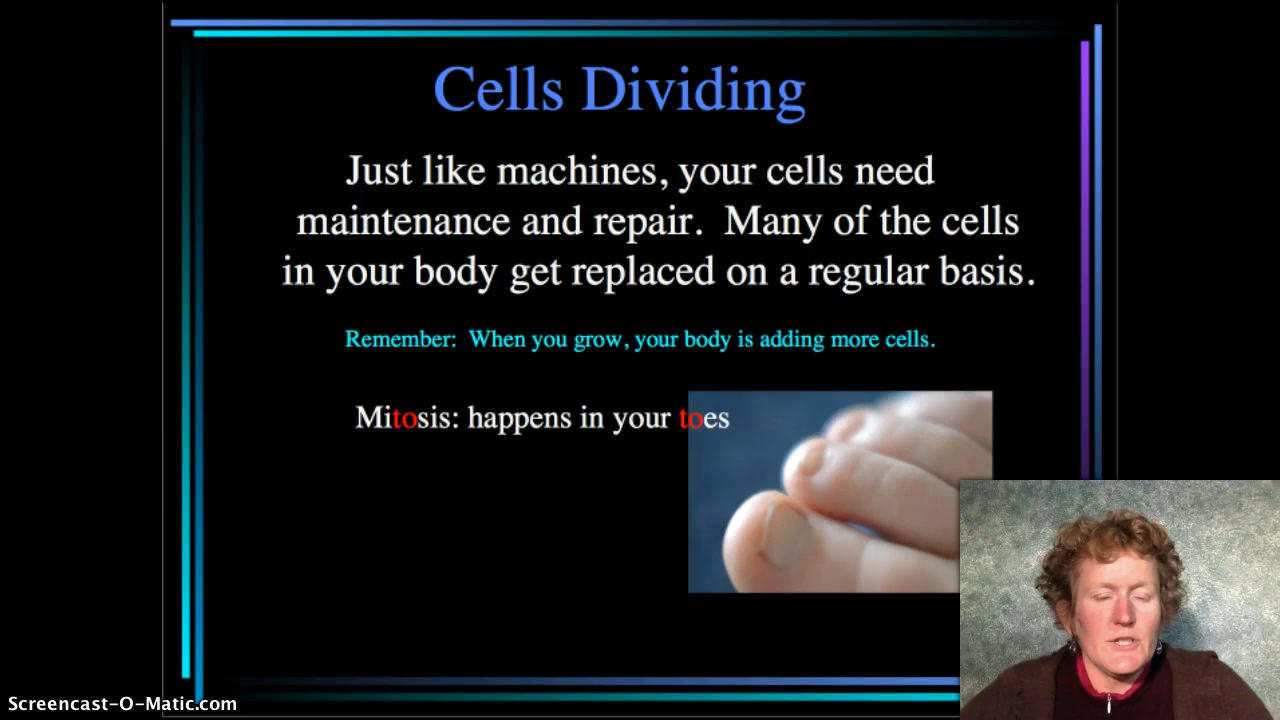 Cells Dividing
Just like machines, your cells need
maintenance and repair.  Many of the cells
in your body get replaced on a regular basis.
Remember:  When you grow, your body is adding more cells.
Mitosis: happens in your toes
Screencast-O-Matic.com